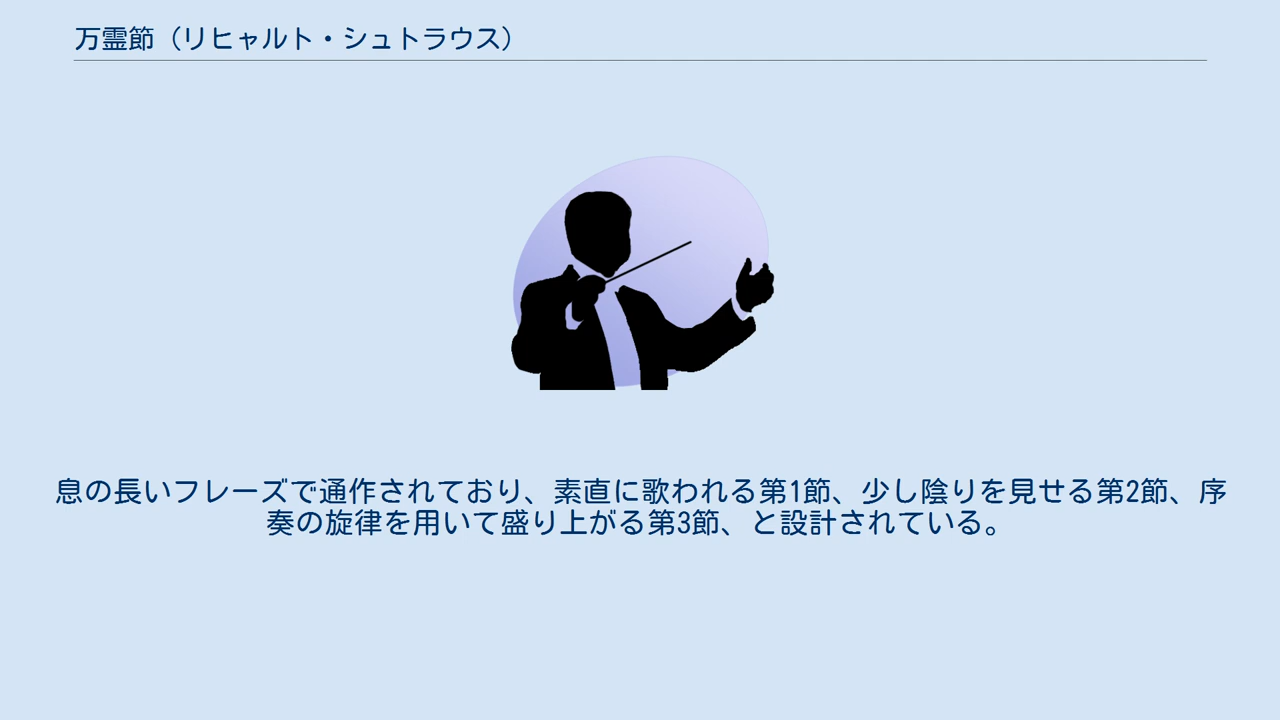 万霊節（リヒャルト・シュトラウス）
息の長いフレーズで通作されており、素直に歌われる第1節、少し陰りを見せる第2節、序
奏の旋律を用いて盛り上がる第3節、と設計されている。